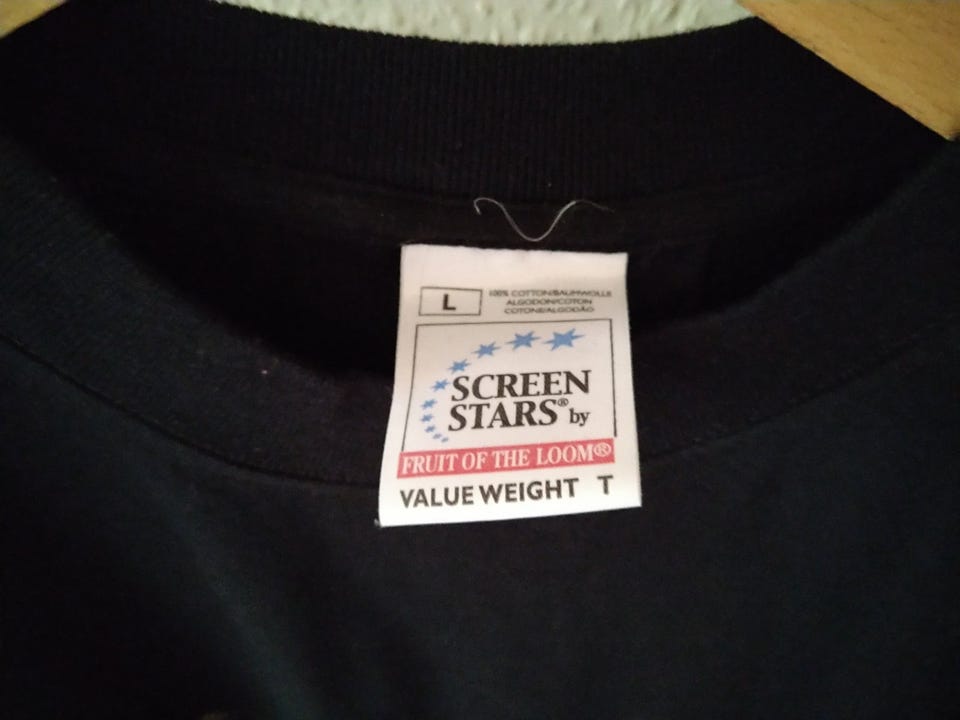 L
100% COTTON/BAUMWOLLE
ALGODON/COTON
COTONE/ALGODÃO
SCREEN
STARS® by
FRUIT OF THE LOOM®
VALUE WEIGHT T